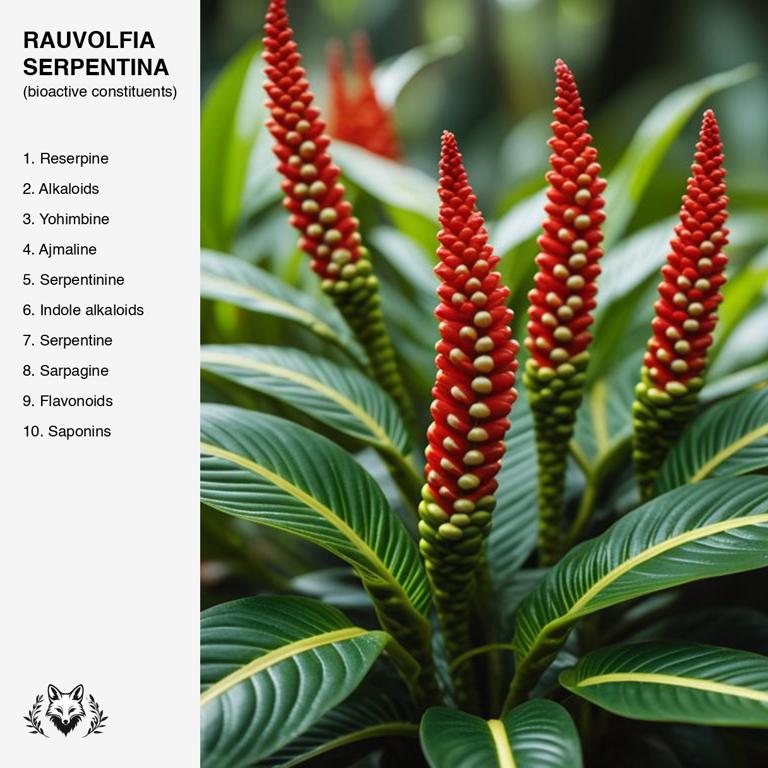 RAUVOLFIA
SERPENTINA
(bioactive constituents)
1. Reserpine
2. Alkaloids
3. Yohimbine
4. Ajmaline
5. Serpentinine
6. Indole alkaloids
7. Serpentine
8. Sarpagine
9. Flavonoids
10. Saponins